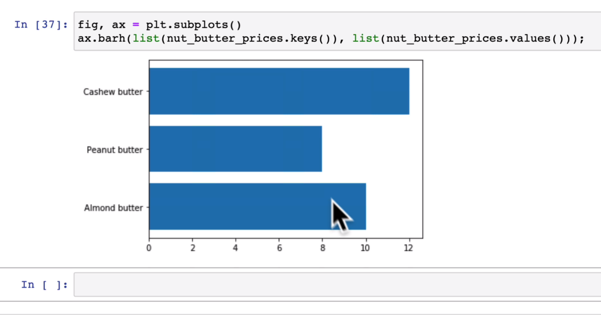 In [37]: fig, ax = plt.subplots()
ax.barh(list(nut_butter_prices.keys()), list(nut_butter_prices.values()));
Cashew butter
Peanut butter
Almond butter
0 2 4 6 8 10 12
In [ ]: